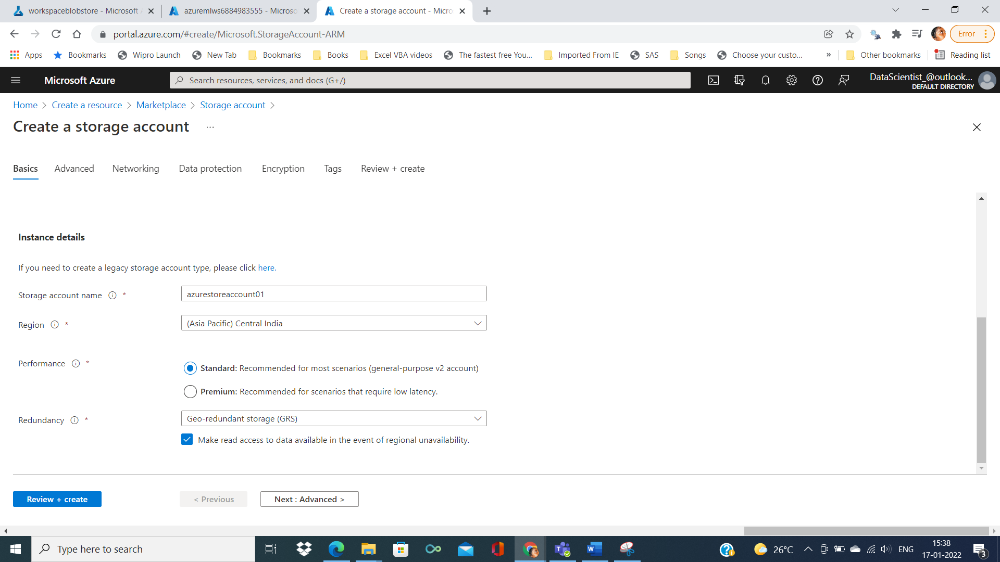 workspaceblobstore - Microsoft A
azuremlws6884983555 - Microso
Create a storage account - Micro
portal.azure.com/#create/Microsoft.StorageAccount-ARM
Error
Apps
Bookmarks
Wipro Launch
New Tab
Bookmarks
Books
Excel VBA videos
The fastest free You...
Imported From IE
SAS
Songs
Choose your custo...
»
Other bookmarks
Reading list
Microsoft Azure
Search resources, services, and docs (G+/)
DataScientist_@outlook...
DEFAULT DIRECTORY
Home > Create a resource > Marketplace > Storage account >
Create a storage account ...
Basics
Advanced
Networking
Data protection
Encryption
Tags
Review + create
Instance details
If you need to create a legacy storage account type, please click here.
Storage account name *
azurestoreaccount01
Region *
(Asia Pacific) Central India
Performance *
Standard: Recommended for most scenarios (general-purpose v2 account)
Premium: Recommended for scenarios that require low latency.
Redundancy *
Geo-redundant storage (GRS)
Make read access to data available in the event of regional unavailability.
Review + create
< Previous
Next : Advanced >
Type here to search
26°C
ENG
15:38
17-01-2022
3